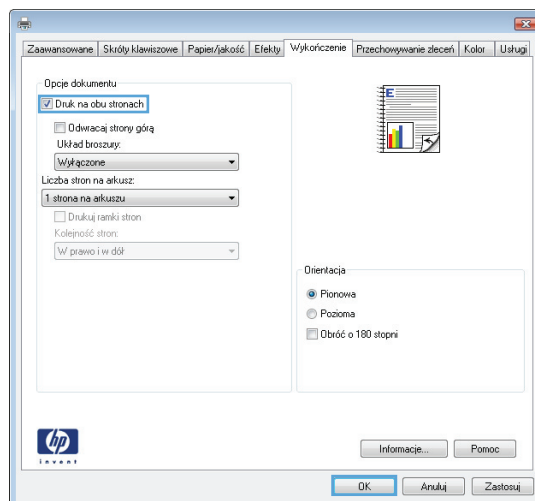 Zaawansowane Skróty klawiszowe Papier/jakość Efekty Wykończenie Przechowywanie zleceń Kolor Usługi
Opcje dokumentu
Druk na obu stronach
Odwracaj strony górą
Układ broszury:
Wyłączone
Liczba stron na arkusz:
1 strona na arkuszu
Drukuj ramki stron
Kolejność stron:
W prawo i w dół
E
Orientacja
Pionowa
Pozioma
Obróć o 180 stopni
hp
invent
Informacje... Pomoc
OK Anuluj Zastosuj